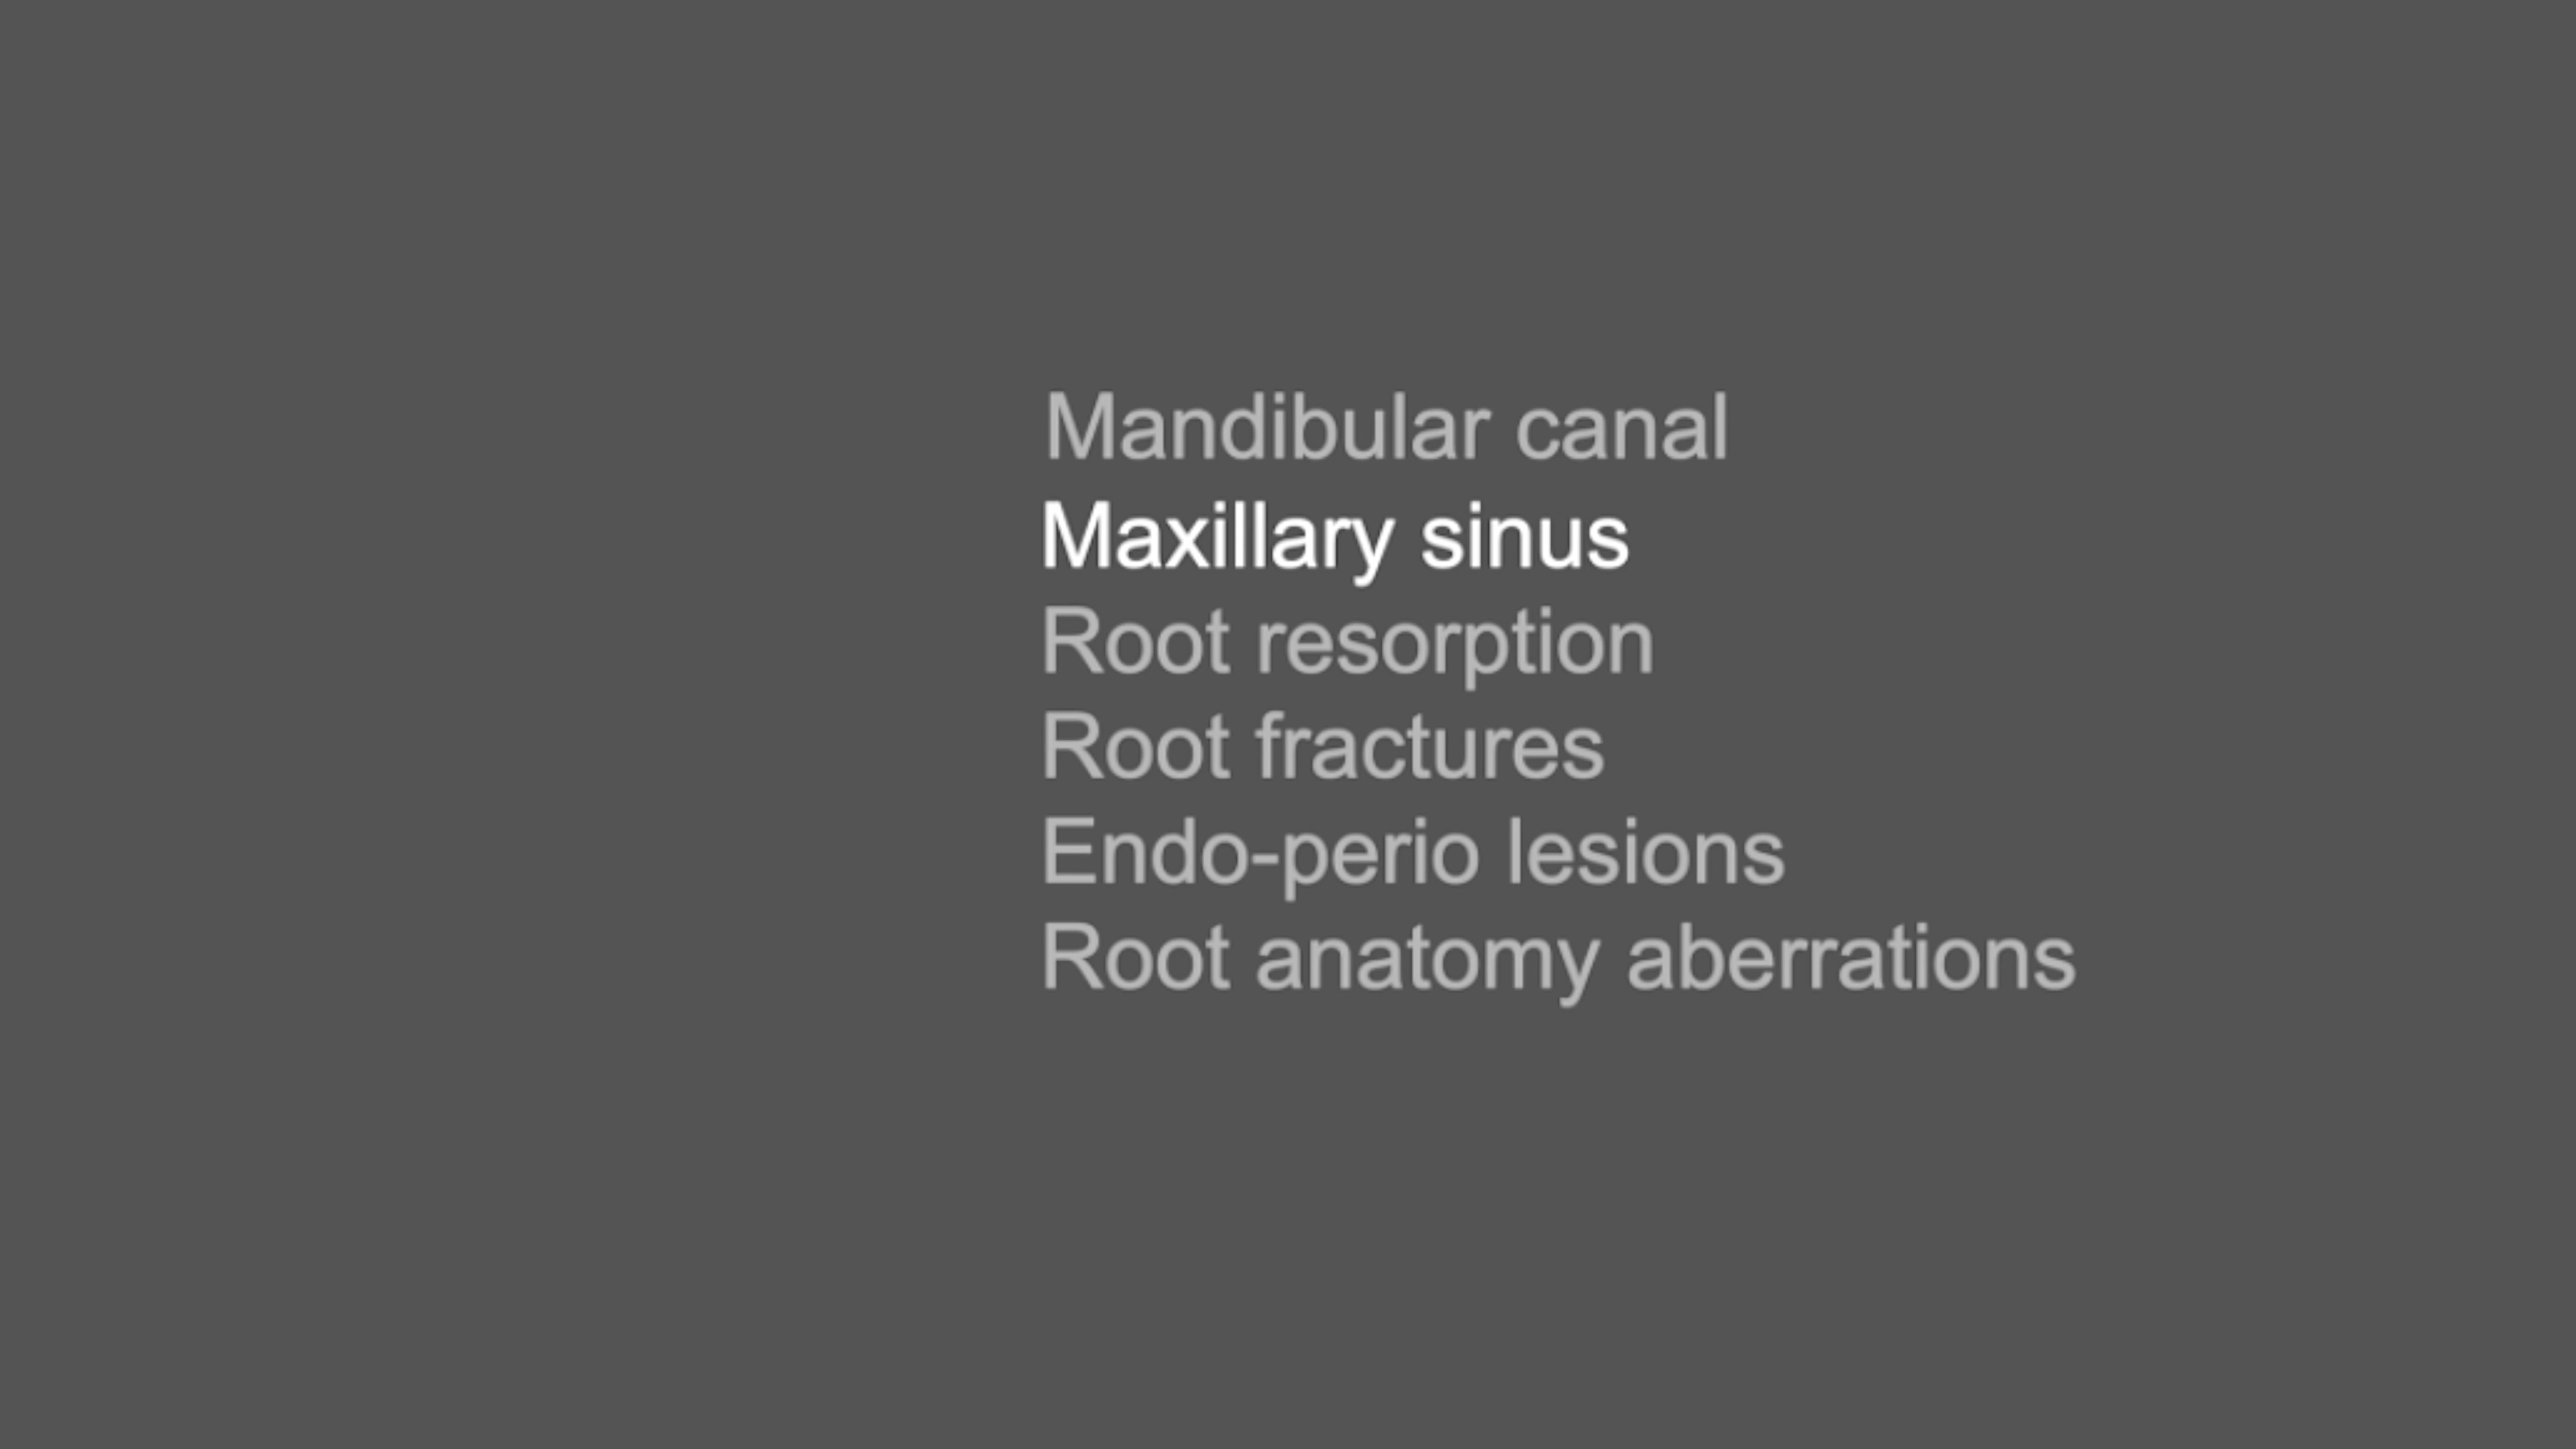 Mandibular canal
Maxillary sinus
Root resorption
Root fractures
Endo-perio lesions
Root anatomy aberrations